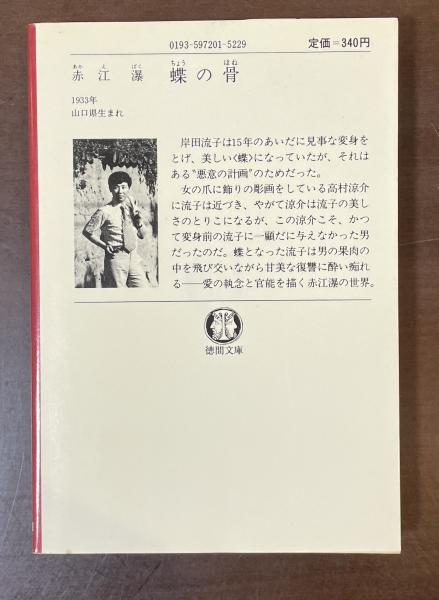 0193-597201-5229
定価=340円
あか え ばく
赤江瀑
ちょう ほね
蝶の骨
1933年
山口県生まれ
岸田流子は15年のあいだに見事な変身を
とげ、美しい〈蝶〉になっていたが、それは
ある〝悪意の計画〟のためだった。
女の爪に飾りの彫画をしている高村涼介
に流子は近づき、やがて涼介は流子の美し
さのとりこになるが、この涼介こそ、かつ
て変身前の流子に一顧だに与えなかった男
だったのだ。蝶となった流子は男の果肉の
中を飛び交いながら甘美な復讐に酔い痴れ
る──愛の執念と官能を描く赤江瀑の世界。
徳間文庫